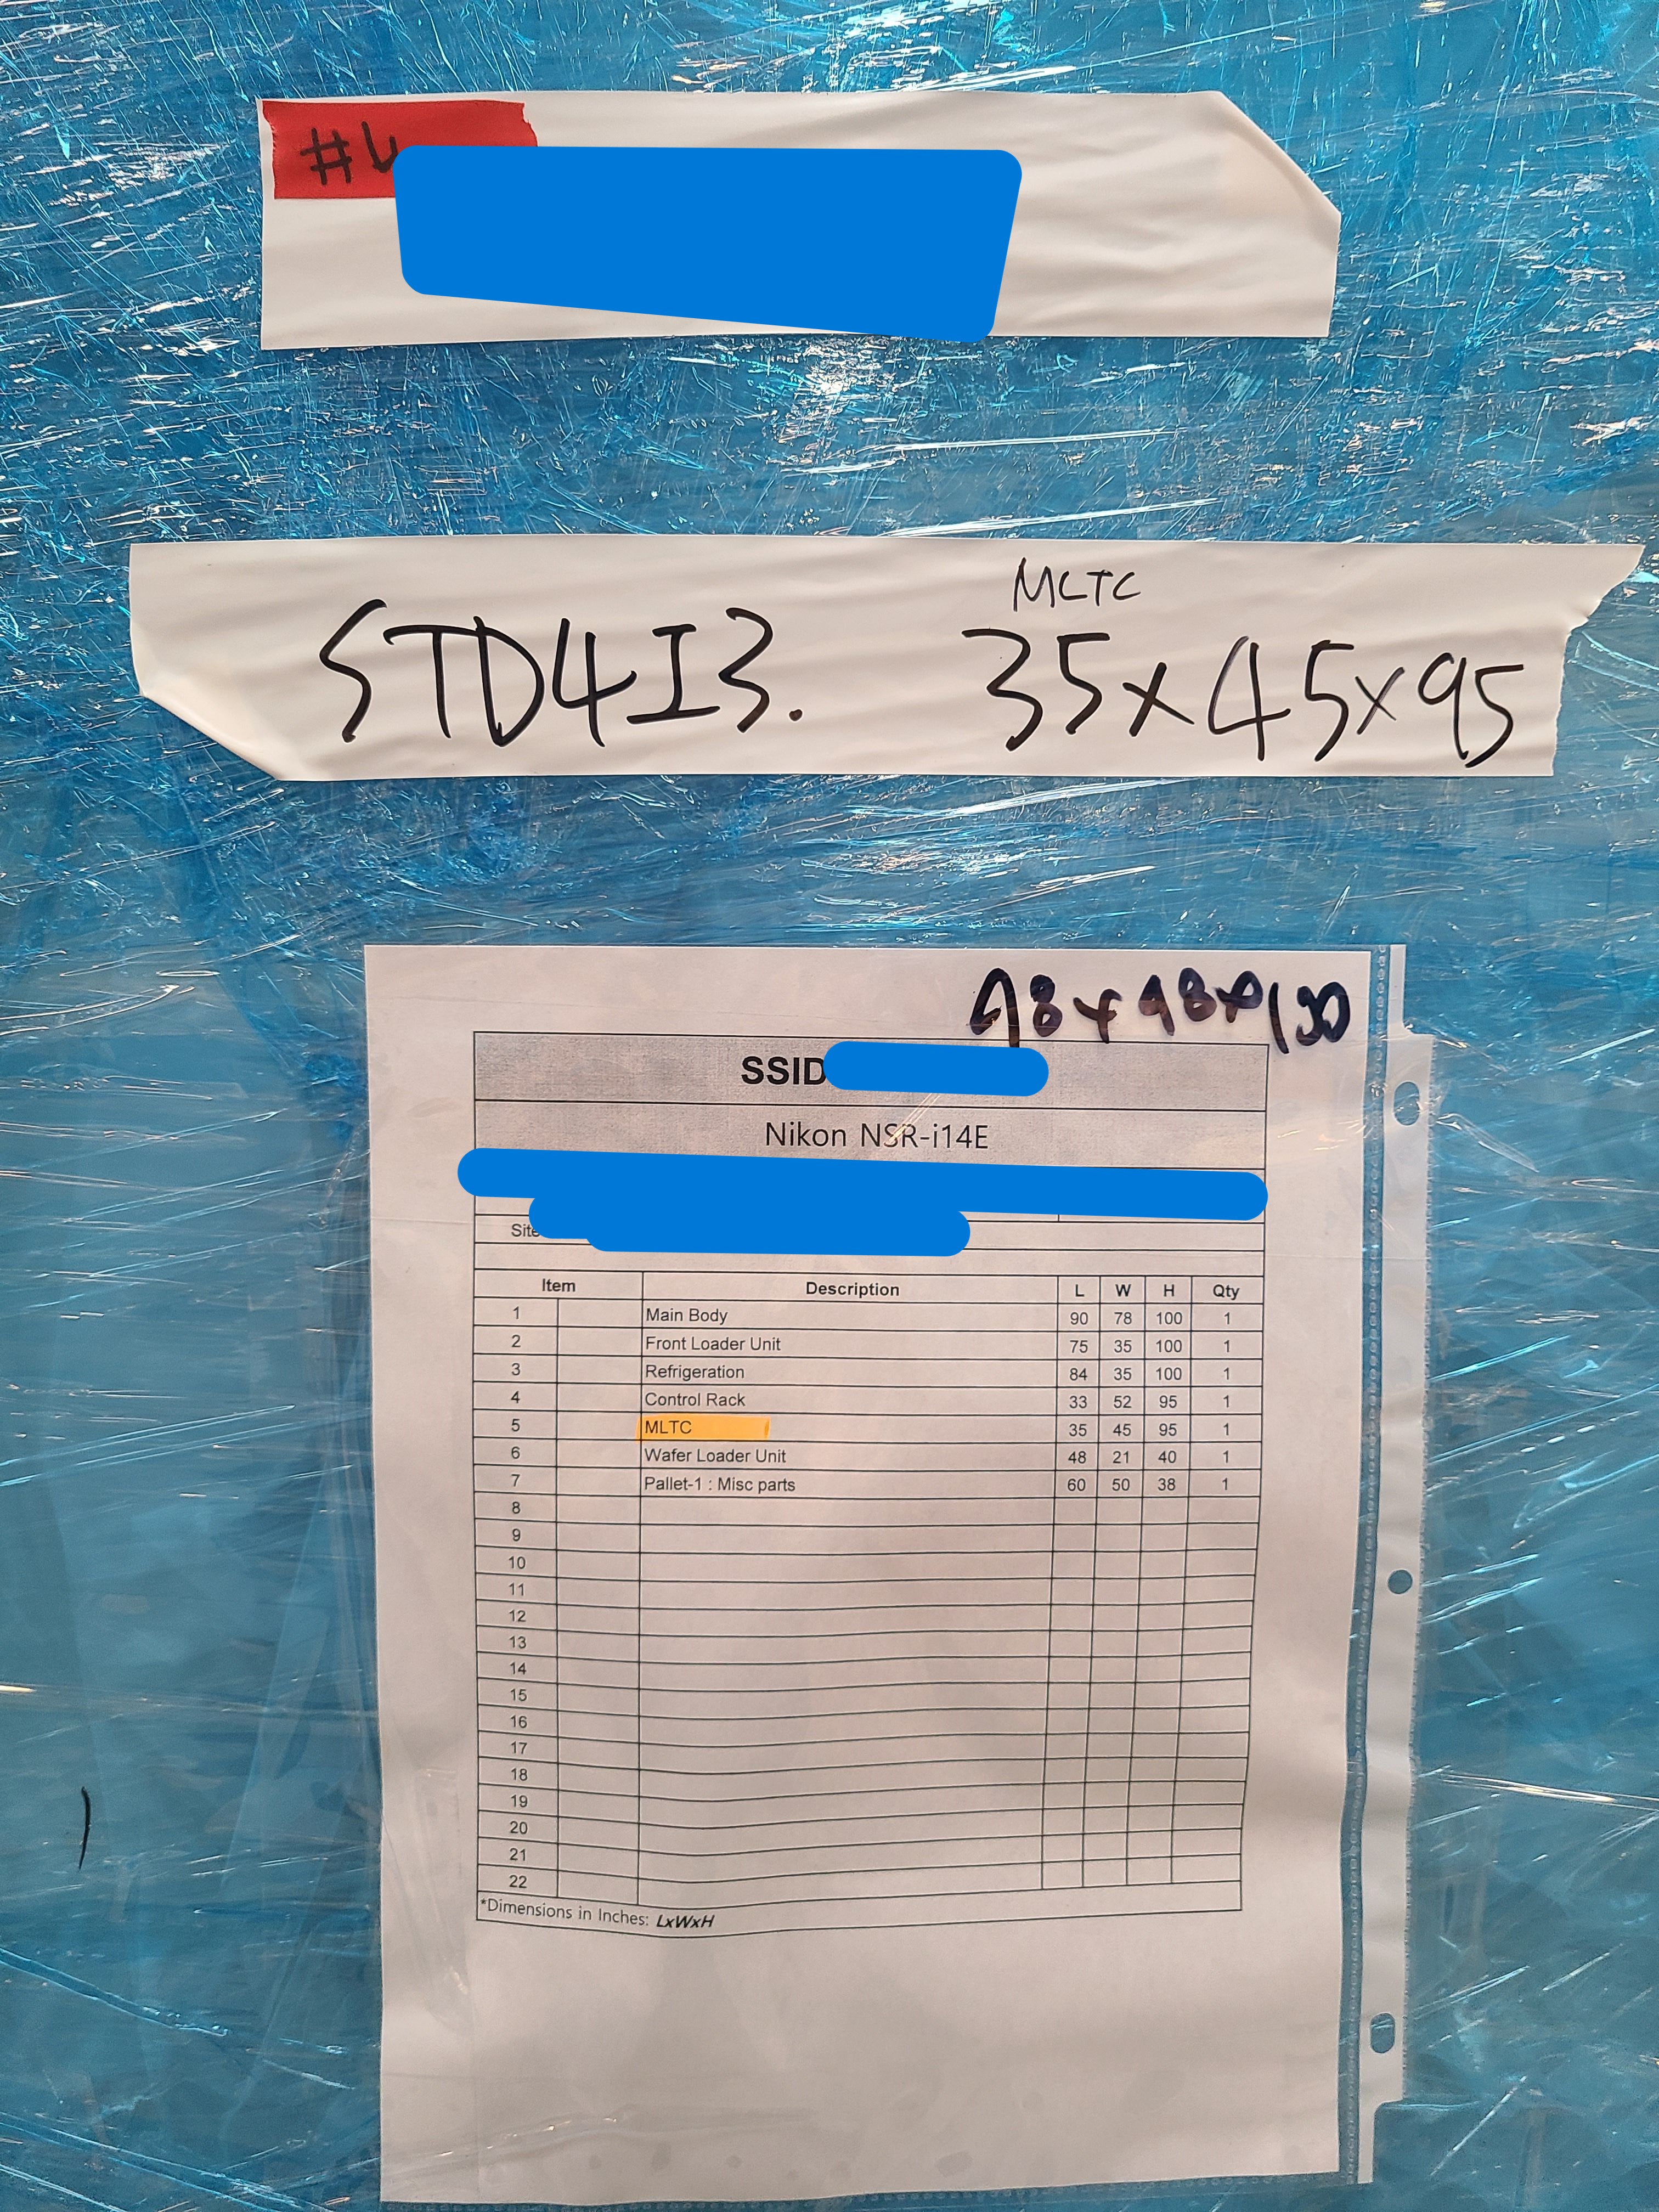 #
MLTC
STD4I3. 35x45x95
98x98x130
SSID
Nikon NSR-i14E
Site
Item Description L W H Qty
1 Main Body 90 78 100 1
2 Front Loader Unit 75 35 100 1
3 Refrigeration 84 35 100 1
4 Control Rack 33 52 95 1
5 MLTC 35 45 95 1
6 Wafer Loader Unit 48 21 40 1
7 Pallet-1 : Misc parts 60 50 38 1
8
9
10
11
12
13
14
15
16
17
18
19
20
21
22
*Dimensions in Inches: LxWxH